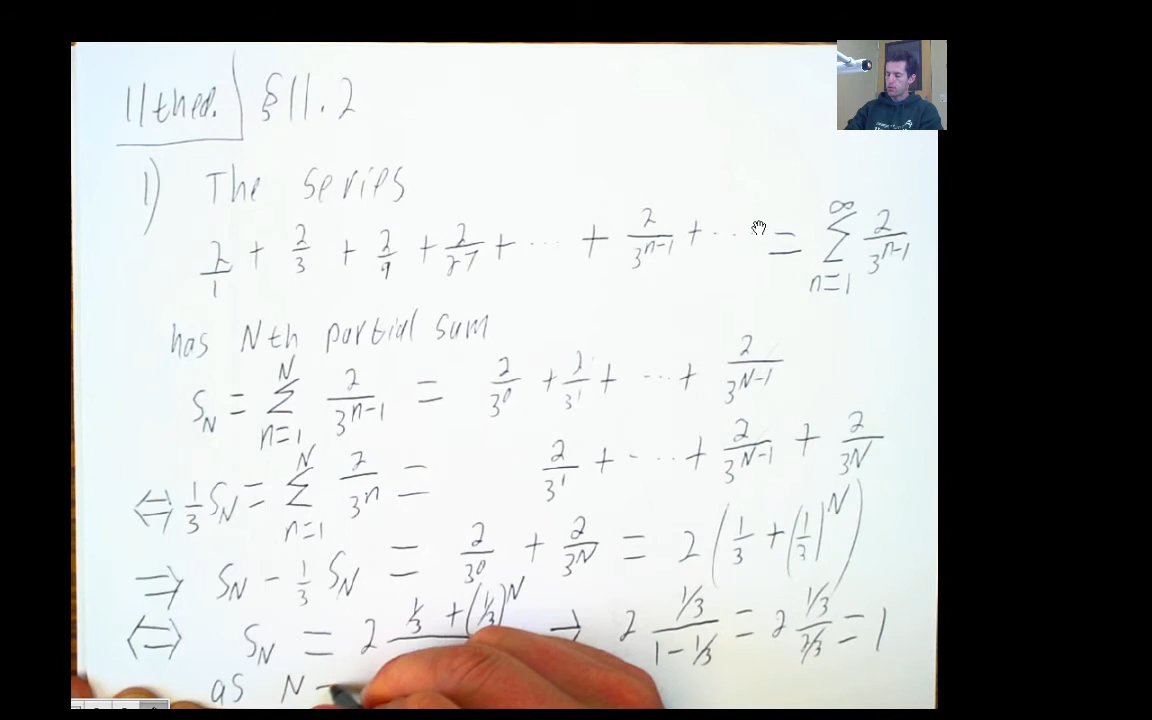 11th ed. §11.2
1) The series
2/1 + 2/3 + 2/9 + 2/27 + ... + 2/3^(n-1) + ... = ∑_{n=1}^{∞} 2/3^(n-1)
has Nth partial sum
S_N = ∑_{n=1}^{N} 2/3^(n-1) = 2/3^0 + 2/3^1 + ... + 2/3^(N-1)
⇔ 1/3 S_N = ∑_{n=1}^{N} 2/3^n = 2/3^1 + ... + 2/3^(N-1) + 2/3^N
⇒ S_N - 1/3 S_N = 2/3^0 + 2/3^N = 2(1/3 + (1/3)^N)
⇔ S_N = 2 (1/3 + (1/3)^N)/ → 2 (1/3)/(1 - 1/3) = 2 (1/3)/(2/3) = 1
as N